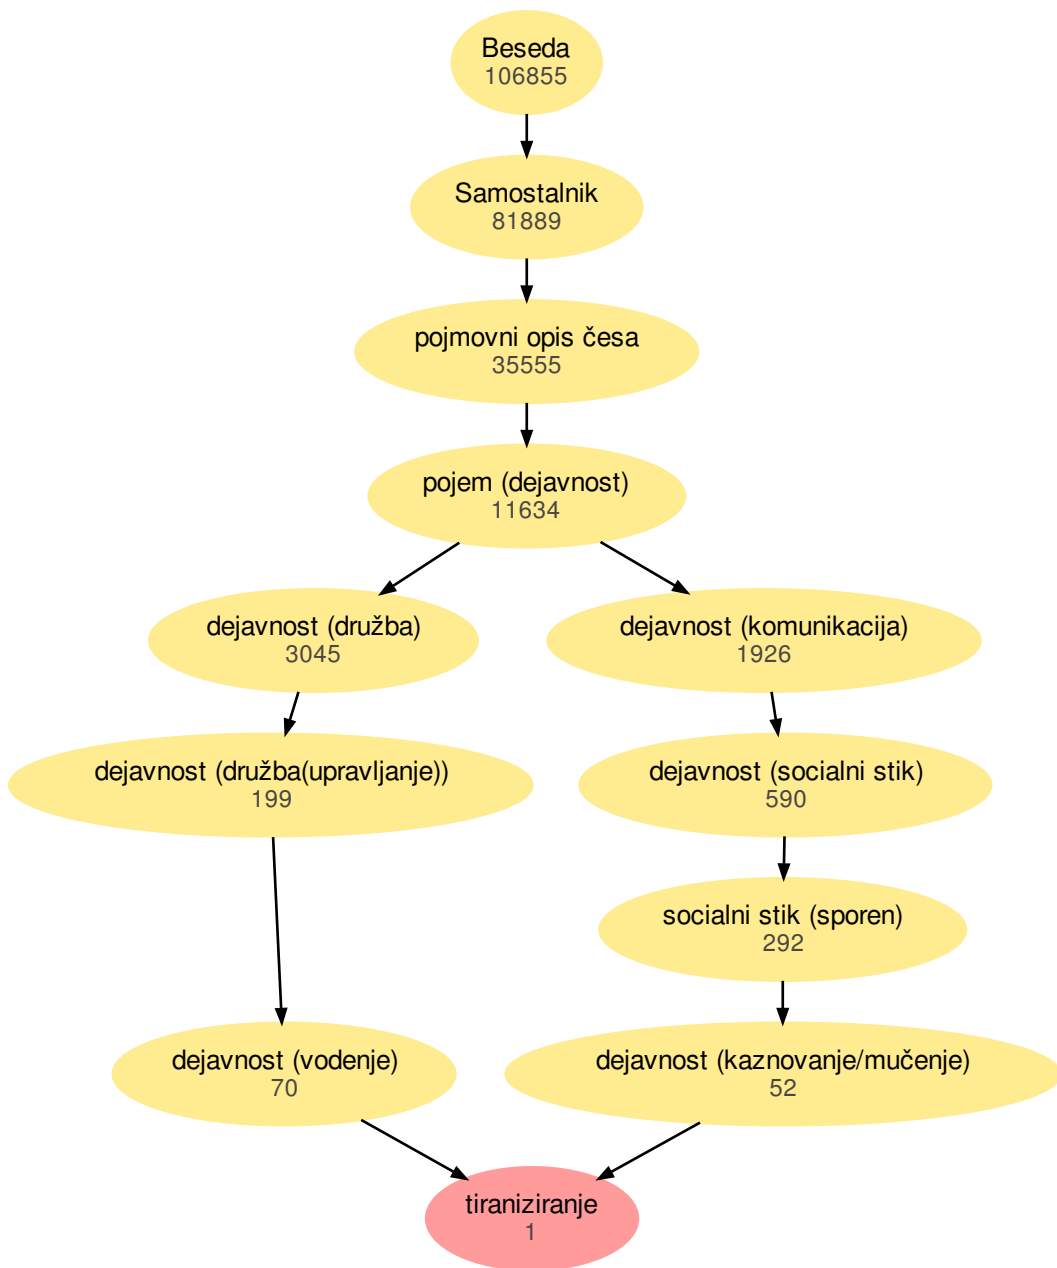 Beseda
106855
Samostalnik
81889
pojmovni opis česa
35555
pojem (dejavnost)
11634
dejavnost (družba)
3045
dejavnost (komunikacija)
1926
dejavnost (družba(upravljanje))
199
dejavnost (socialni stik)
590
socialni stik (sporen)
292
dejavnost (vodenje)
70
dejavnost (kaznovanje/mučenje)
52
tiraniziranje
1